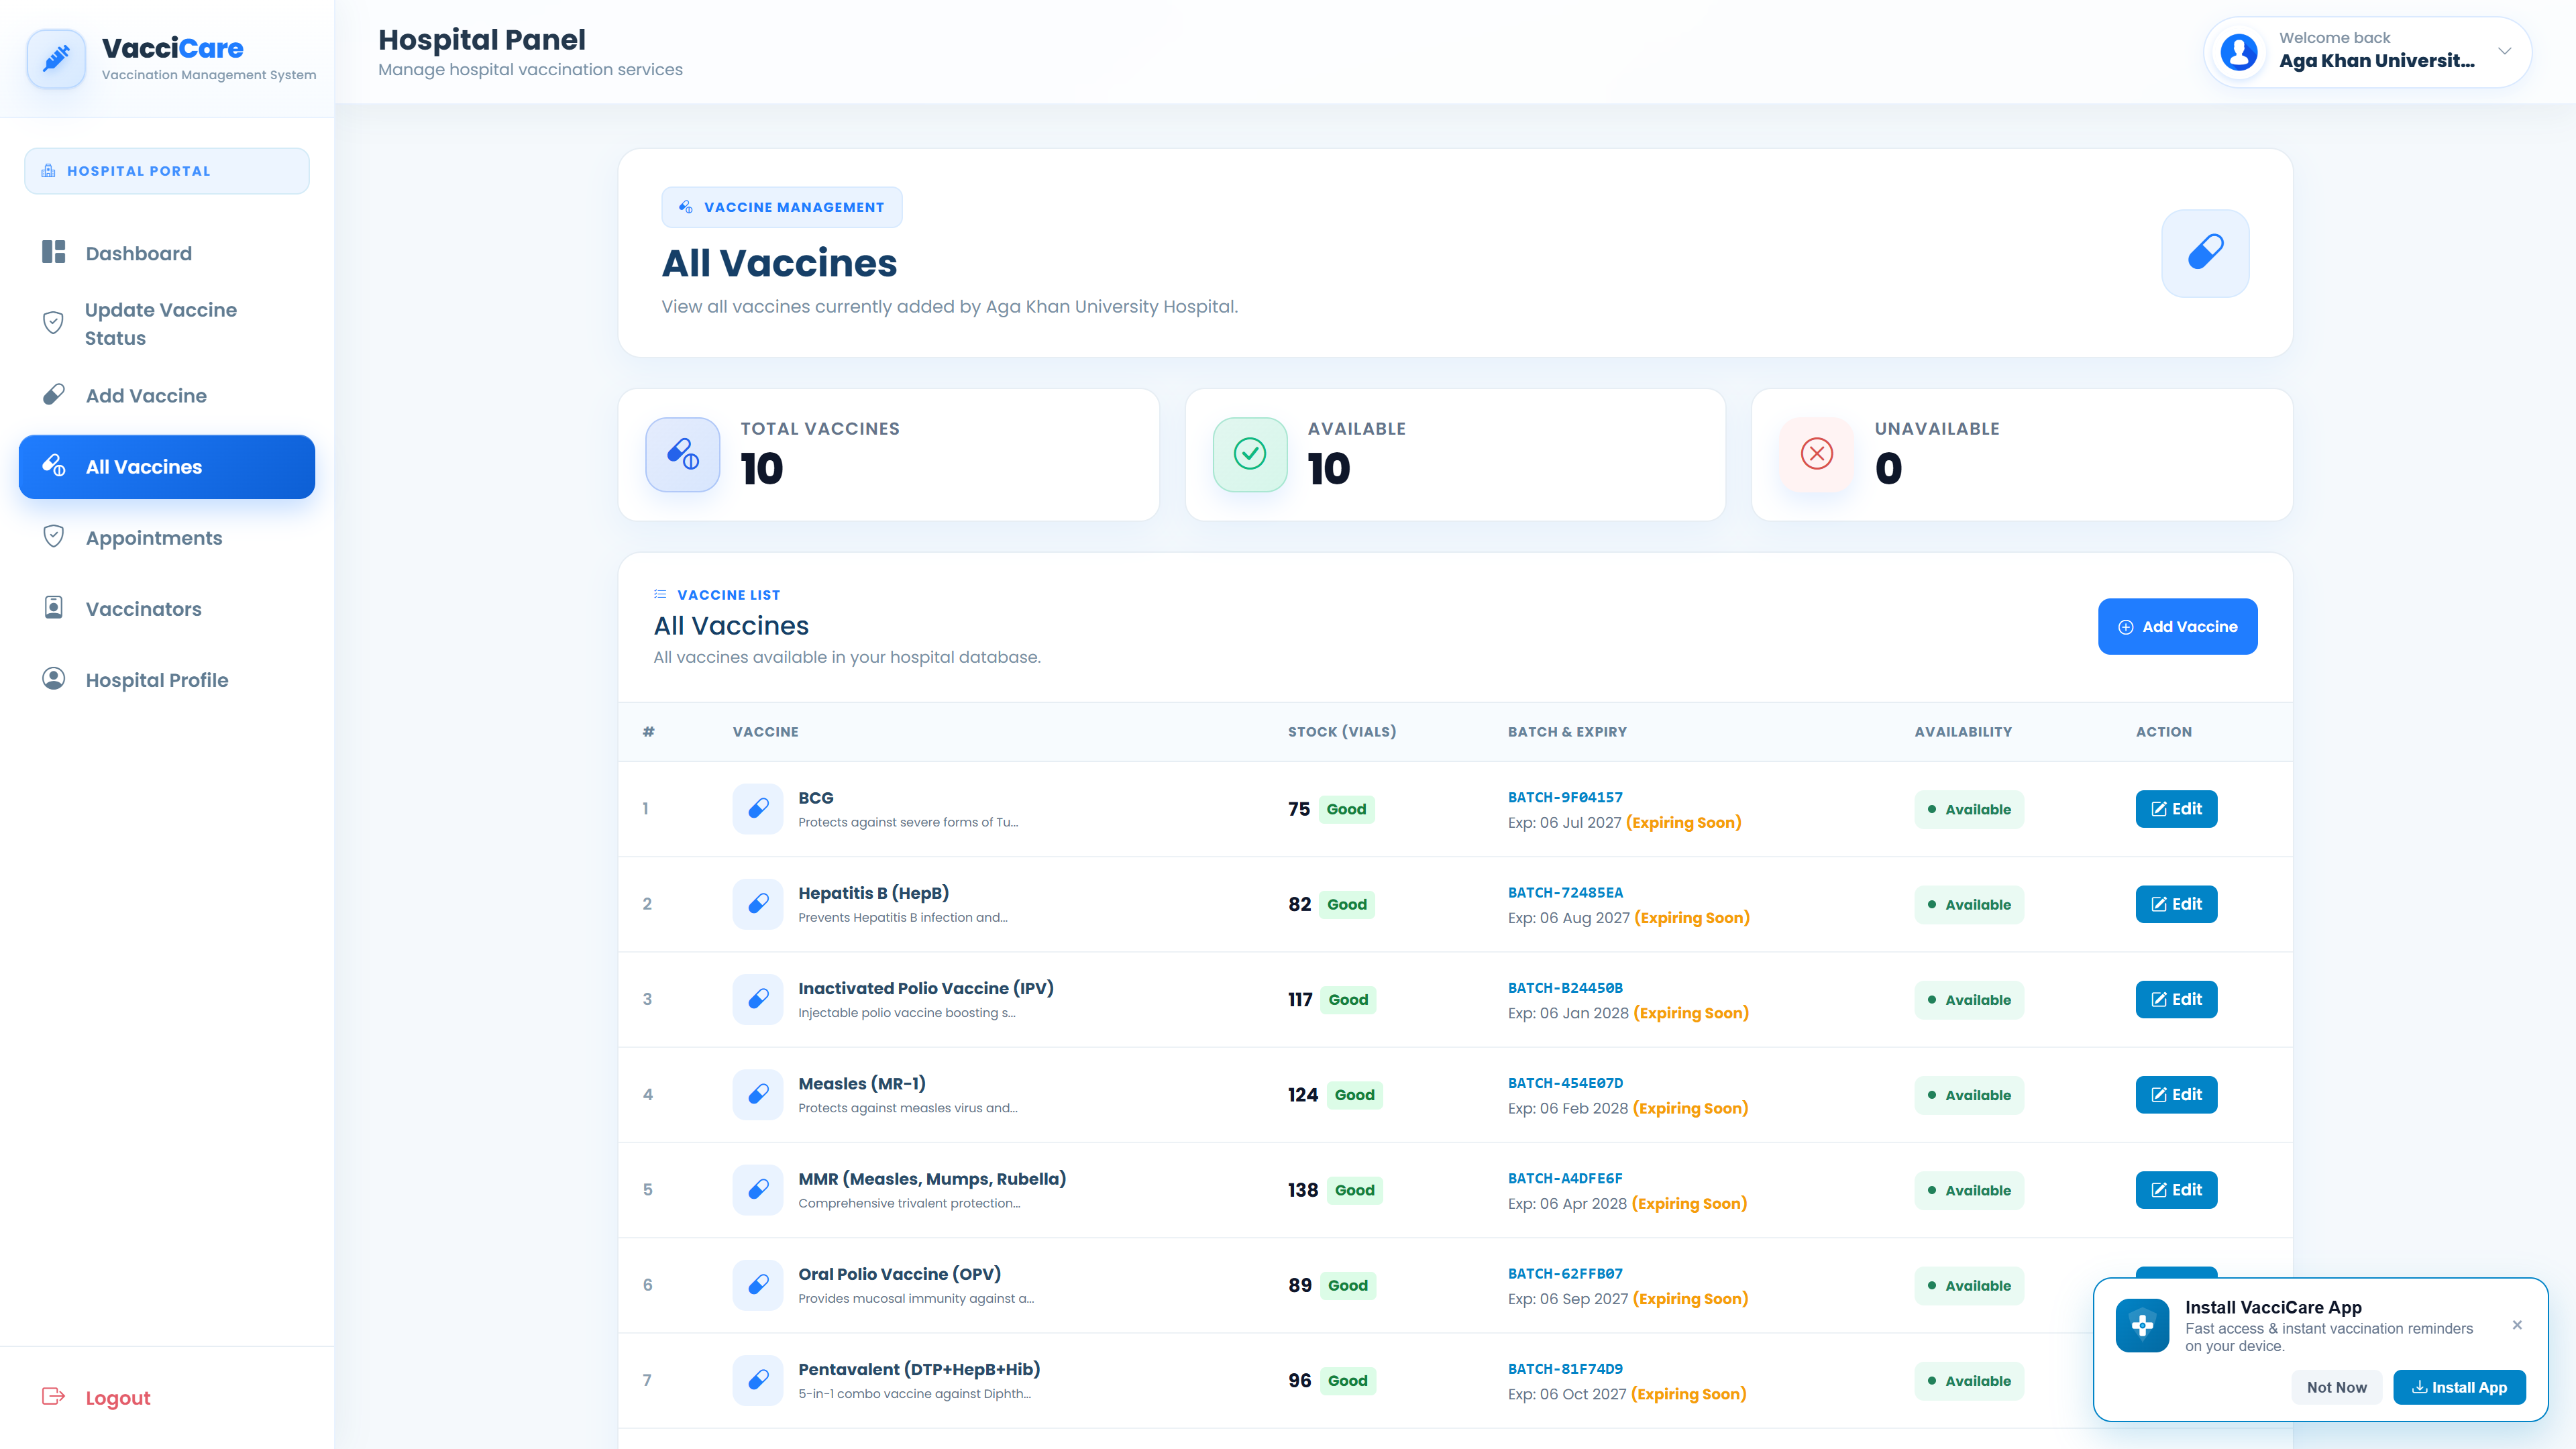 VacciCare
Vaccination Management System
HOSPITAL PORTAL
Dashboard
Update Vaccine
Status
Add Vaccine
All Vaccines
Appointments
Vaccinators
Hospital Profile
Logout
Hospital Panel
Manage hospital vaccination services
Welcome back
Aga Khan Universit...
VACCINE MANAGEMENT
All Vaccines
View all vaccines currently added by Aga Khan University Hospital.
TOTAL VACCINES
10
AVAILABLE
10
UNAVAILABLE
0
VACCINE LIST
All Vaccines
All vaccines available in your hospital database.
Add Vaccine
# VACCINE STOCK (VIALS) BATCH & EXPIRY AVAILABILITY ACTION
1 BCG 75 Good BATCH-9F04157 Available Edit
Protects against severe forms of Tu... Exp: 06 Jul 2027 (Expiring Soon)
2 Hepatitis B (HepB) 82 Good BATCH-72485EA Available Edit
Prevents Hepatitis B infection and... Exp: 06 Aug 2027 (Expiring Soon)
3 Inactivated Polio Vaccine (IPV) 117 Good BATCH-B24450B Available Edit
Injectable polio vaccine boosting s... Exp: 06 Jan 2028 (Expiring Soon)
4 Measles (MR-1) 124 Good BATCH-454E07D Available Edit
Protects against measles virus and... Exp: 06 Feb 2028 (Expiring Soon)
5 MMR (Measles, Mumps, Rubella) 138 Good BATCH-A4DFE6F Available Edit
Comprehensive trivalent protection... Exp: 06 Apr 2028 (Expiring Soon)
6 Oral Polio Vaccine (OPV) 89 Good BATCH-62FFB07 Available
Provides mucosal immunity against a... Exp: 06 Sep 2027 (Expiring Soon)
7 Pentavalent (DTP+HepB+Hib) 96 Good BATCH-81F74D9 Available
5-in-1 combo vaccine against Diphth... Exp: 06 Oct 2027 (Expiring Soon)
Install VacciCare App
Fast access & instant vaccination reminders
on your device.
Not Now
Install App